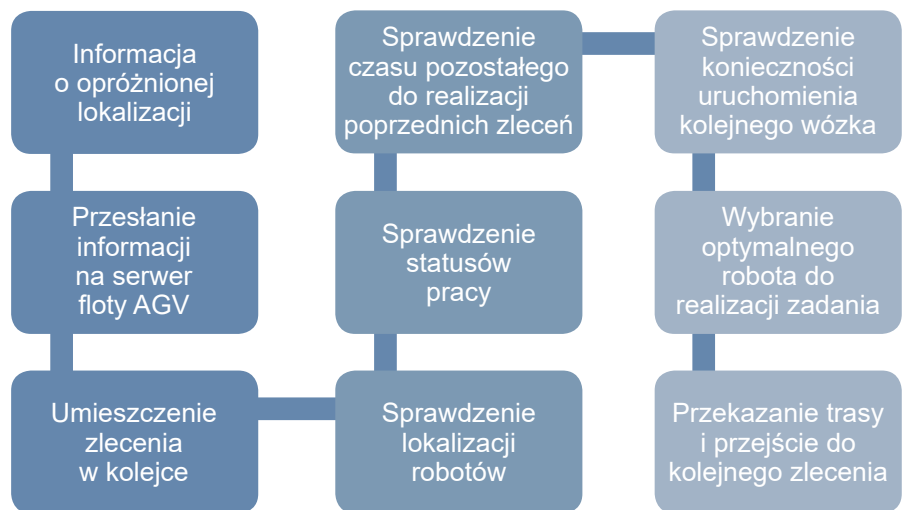 Informacja
o opróżnionej
lokalizacji
Przesłanie
informacji
na serwer
floty AGV
Umieszczenie
zlecenia
w kolejce
Sprawdzenie
lokalizacji
robotów
Sprawdzenie
statusów
pracy
Sprawdzenie
czasu pozostałego
do realizacji
poprzednich zleceń
Sprawdzenie
konieczności
uruchomienia
kolejnego wózka
Wybranie
optymalnego
robota do
realizacji zadania
Przekazanie trasy
i przejście do
kolejnego zlecenia